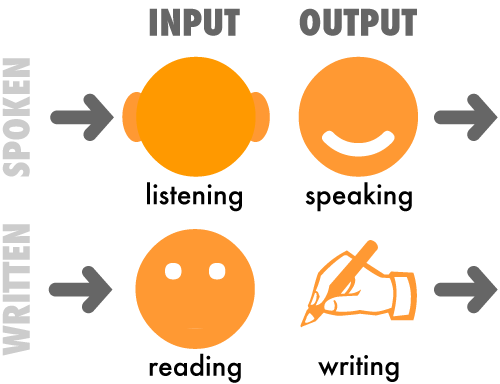 INPUT OUTPUT
SPOKEN
listening speaking
WRITTEN
reading writing